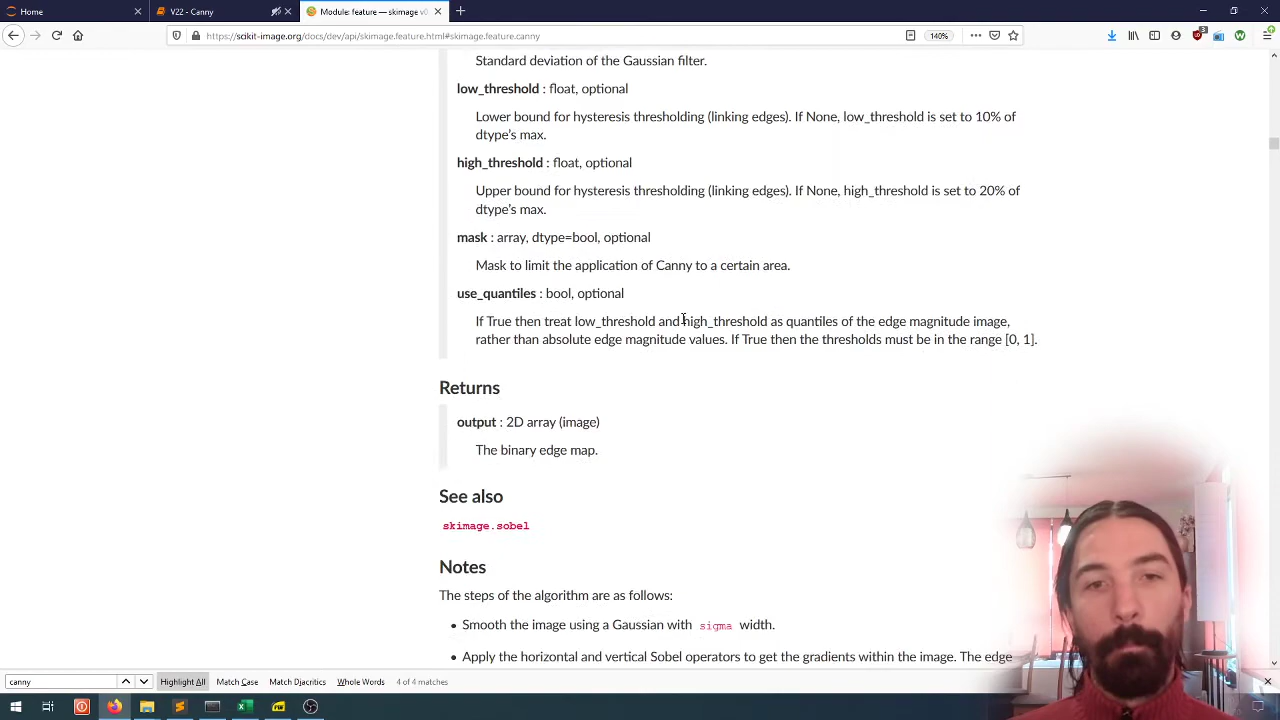 Home
V22 - Canny
Module: feature — skimage v0
https://scikit-image.org/docs/dev/api/skimage.feature.html#skimage.feature.canny
140%
Standard deviation of the Gaussian filter.
low_threshold : float, optional
Lower bound for hysteresis thresholding (linking edges). If None, low_threshold is set to 10% of
dtype's max.
high_threshold : float, optional
Upper bound for hysteresis thresholding (linking edges). If None, high_threshold is set to 20% of
dtype's max.
mask : array, dtype=bool, optional
Mask to limit the application of Canny to a certain area.
use_quantiles : bool, optional
If True then treat low_threshold and high_threshold as quantiles of the edge magnitude image,
rather than absolute edge magnitude values. If True then the thresholds must be in the range [0, 1].
Returns
output : 2D array (image)
The binary edge map.
See also
skimage.sobel
Notes
The steps of the algorithm are as follows:
• Smooth the image using a Gaussian with sigma width.
• Apply the horizontal and vertical Sobel operators to get the gradients within the image. The edge
canny
Highlight All
Match Case
Match Diacritics
Whole Words
4 of 4 matches